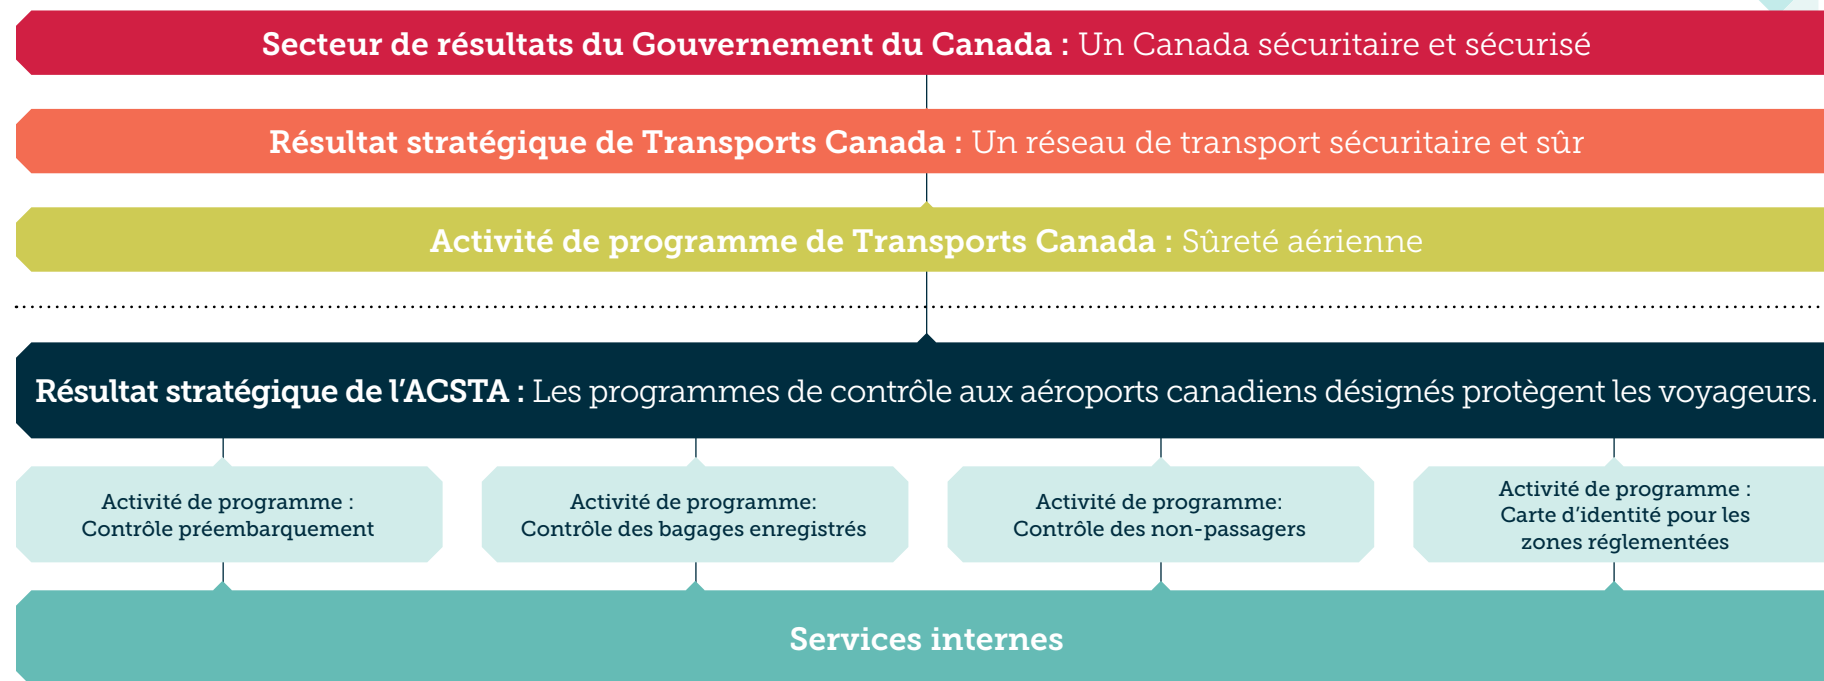 Secteur de résultats du Gouvernement du Canada : Un Canada sécuritaire et sécurisé
Résultat stratégique de Transports Canada : Un réseau de transport sécuritaire et sûr
Activité de programme de Transports Canada : Sûreté aérienne
Résultat stratégique de l’ACSTA : Les programmes de contrôle aux aéroports canadiens désignés protègent les voyageurs.
Activité de programme :
Contrôle préembarquement
Activité de programme:
Contrôle des bagages enregistrés
Activité de programme:
Contrôle des non-passagers
Activité de programme :
Carte d’identité pour les
zones réglementées
Services internes